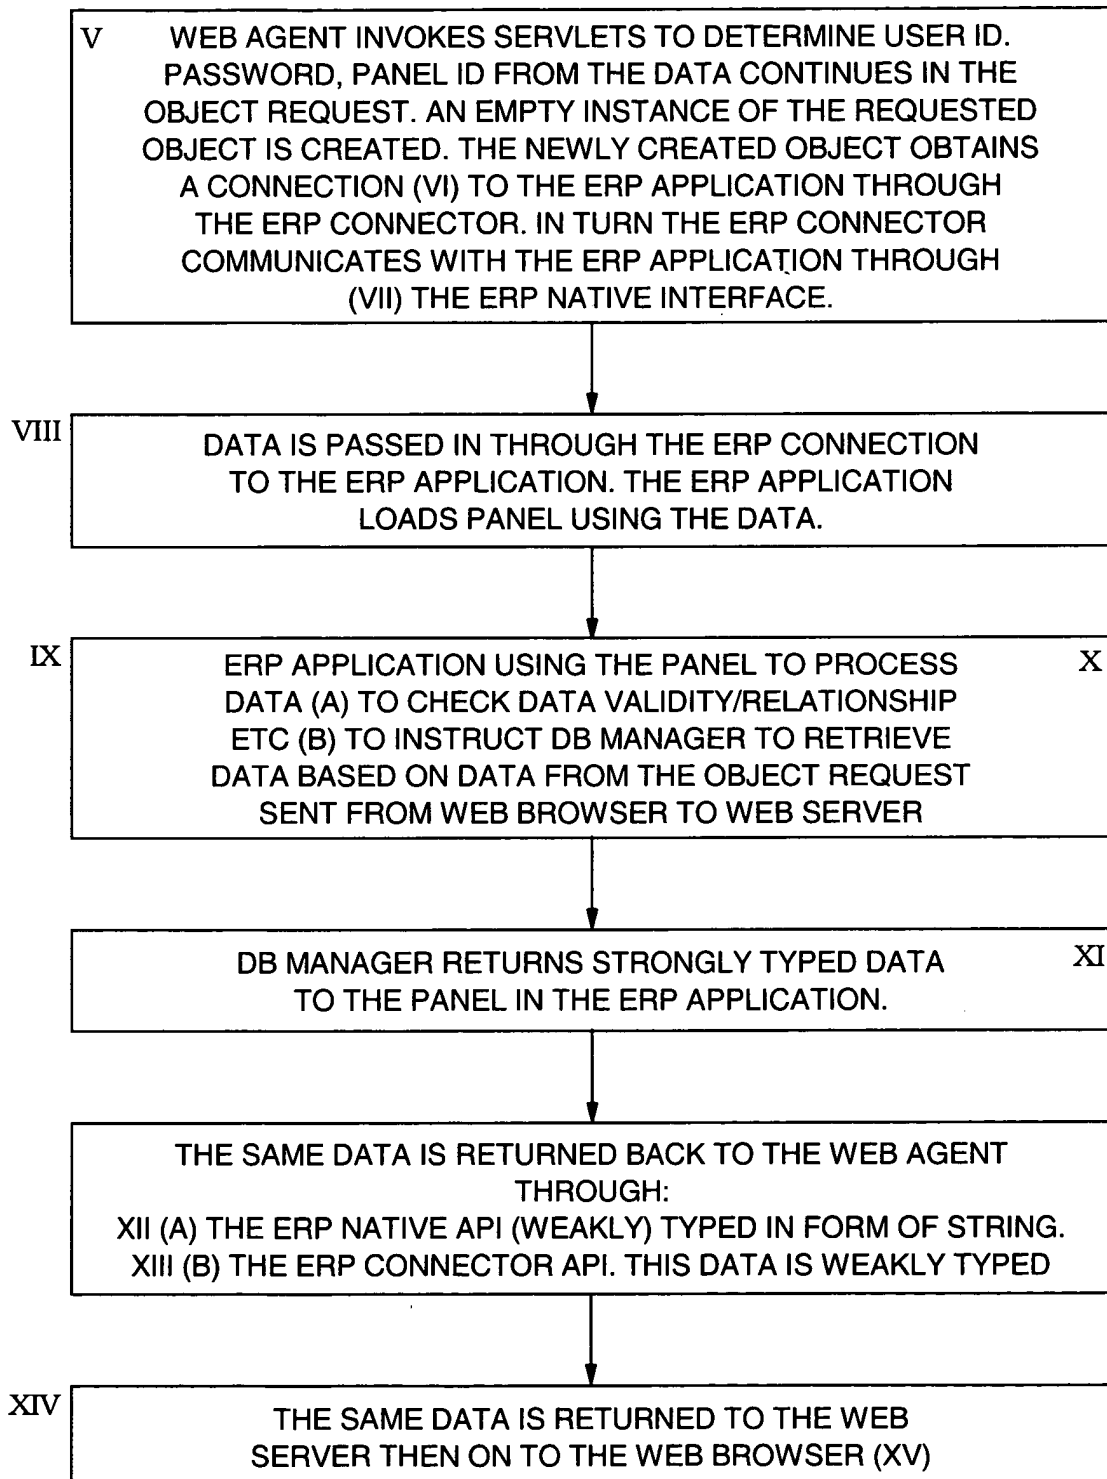 V WEB AGENT INVOKES SERVLETS TO DETERMINE USER ID.
PASSWORD, PANEL ID FROM THE DATA CONTINUES IN THE
OBJECT REQUEST. AN EMPTY INSTANCE OF THE REQUESTED
OBJECT IS CREATED. THE NEWLY CREATED OBJECT OBTAINS
A CONNECTION (VI) TO THE ERP APPLICATION THROUGH
THE ERP CONNECTOR. IN TURN THE ERP CONNECTOR
COMMUNICATES WITH THE ERP APPLICATION THROUGH
(VII) THE ERP NATIVE INTERFACE.
VIII DATA IS PASSED IN THROUGH THE ERP CONNECTION
TO THE ERP APPLICATION. THE ERP APPLICATION
LOADS PANEL USING THE DATA.
IX ERP APPLICATION USING THE PANEL TO PROCESS X
DATA (A) TO CHECK DATA VALIDITY/RELATIONSHIP
ETC (B) TO INSTRUCT DB MANAGER TO RETRIEVE
DATA BASED ON DATA FROM THE OBJECT REQUEST
SENT FROM WEB BROWSER TO WEB SERVER
DB MANAGER RETURNS STRONGLY TYPED DATA XI
TO THE PANEL IN THE ERP APPLICATION.
THE SAME DATA IS RETURNED BACK TO THE WEB AGENT
THROUGH:
XII (A) THE ERP NATIVE API (WEAKLY) TYPED IN FORM OF STRING.
XIII (B) THE ERP CONNECTOR API. THIS DATA IS WEAKLY TYPED
XIV THE SAME DATA IS RETURNED TO THE WEB
SERVER THEN ON TO THE WEB BROWSER (XV)